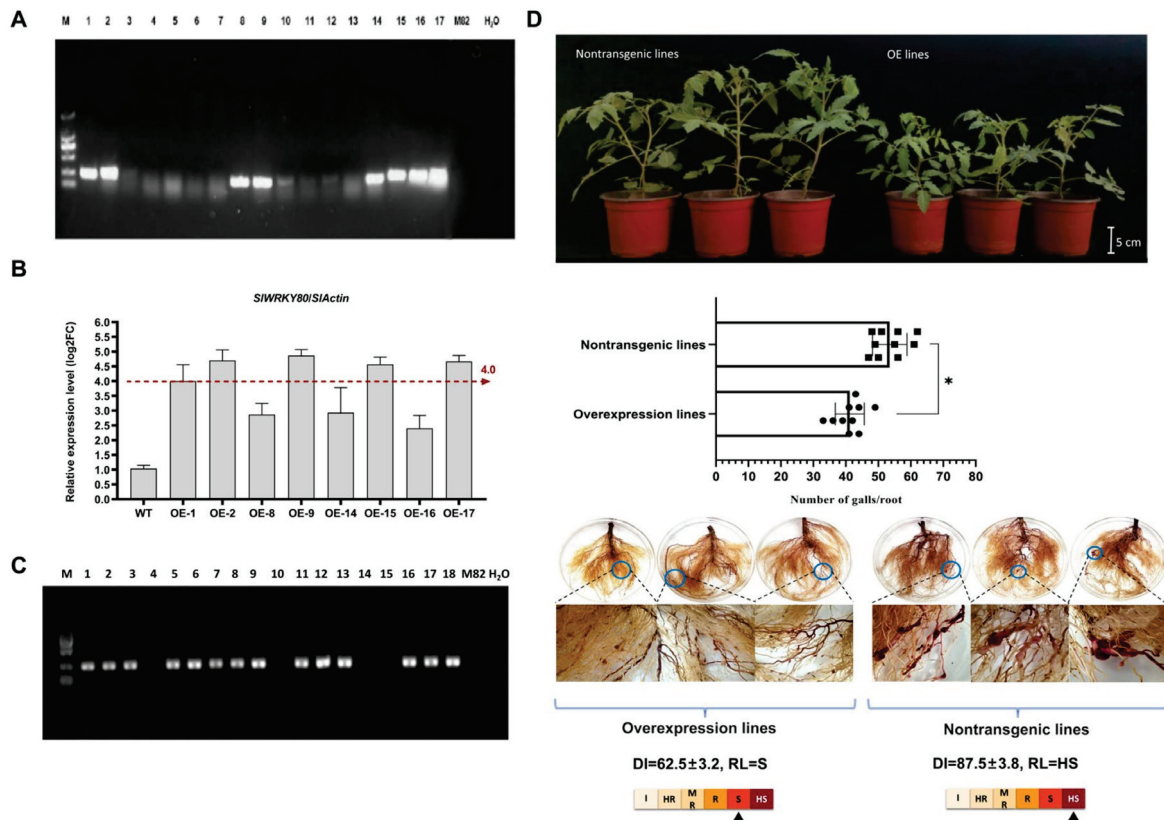 A
M 1 2 3 4 5 6 7 8 9 10 11 12 13 14 15 16 17 M82 H₂O
B
SlWRKY80/SlActin
Relative expression level (log2FC)
6.0
5.5
5.0
4.5
4.0
3.5
3.0
2.5
2.0
1.5
1.0
0.5
0.0
4.0
WT OE-1 OE-2 OE-8 OE-9 OE-14 OE-15 OE-16 OE-17
C
M 1 2 3 4 5 6 7 8 9 10 11 12 13 14 15 16 17 18 M82 H₂O
D
Nontransgenic lines
OE lines
5 cm
Nontransgenic lines
Overexpression lines
*
0 10 20 30 40 50 60 70 80
Number of galls/root
Overexpression lines
Nontransgenic lines
DI=62.5±3.2, RL=S
DI=87.5±3.8, RL=HS
I HR MR R S HS
I HR MR R S HS